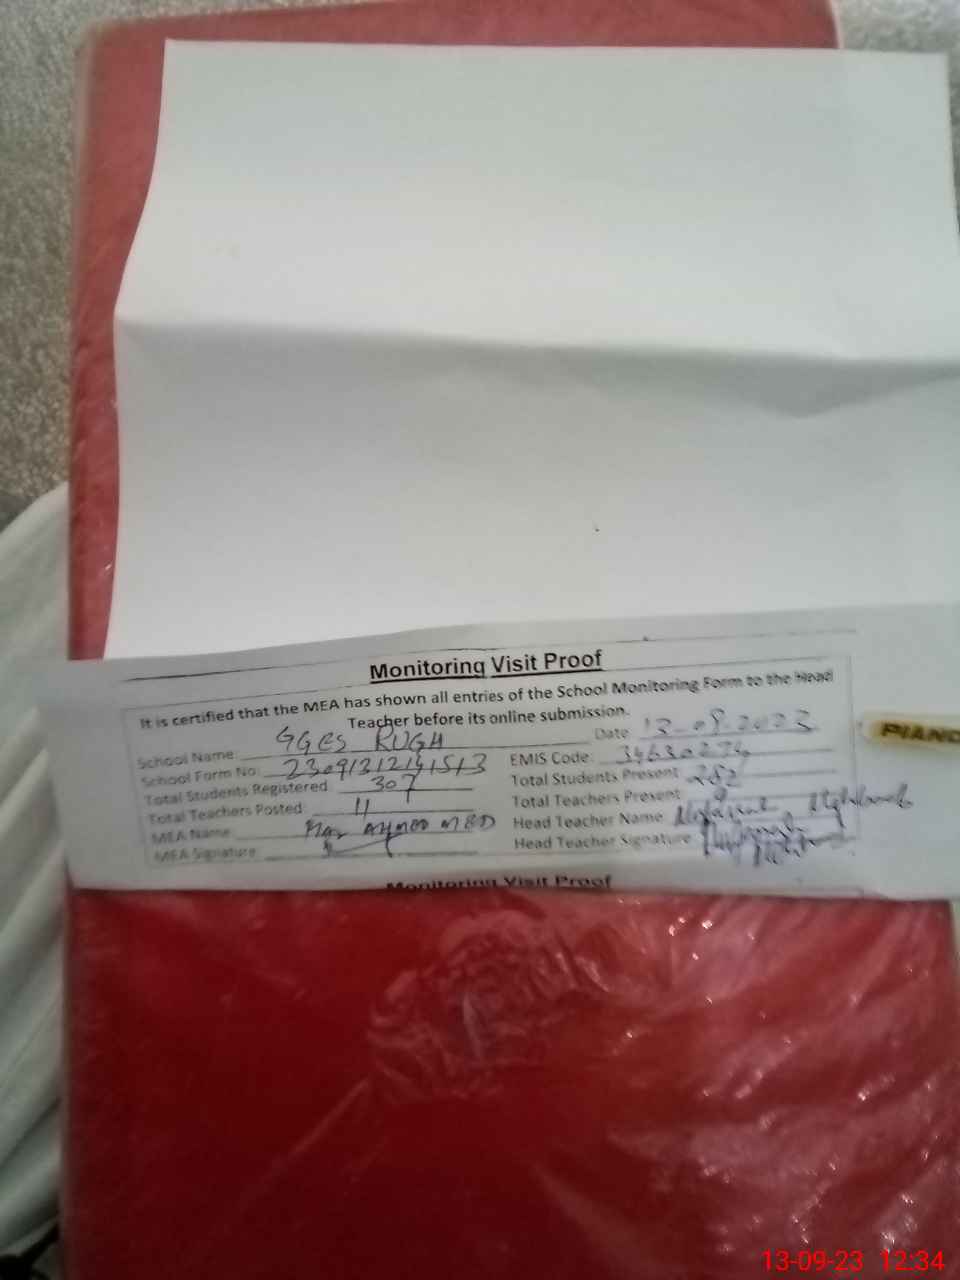 Monitoring Visit Proof
It is certified that the MEA has shown all entries of the School Monitoring Form to the Head
Teacher before its online submission.
School Name: GGES RUGH Date 13-09-2023
School Form No: EMIS Code: 34630274
Total Students Registered: 307 Total Students Present: 282
Total Teachers Posted: 11 Total Teachers Present: 9
MEA Name: AHMED Head Teacher Name
MEA Signature Head Teacher Signature
Monitoring Visit Proof
PIANO
13-09-23 12:34